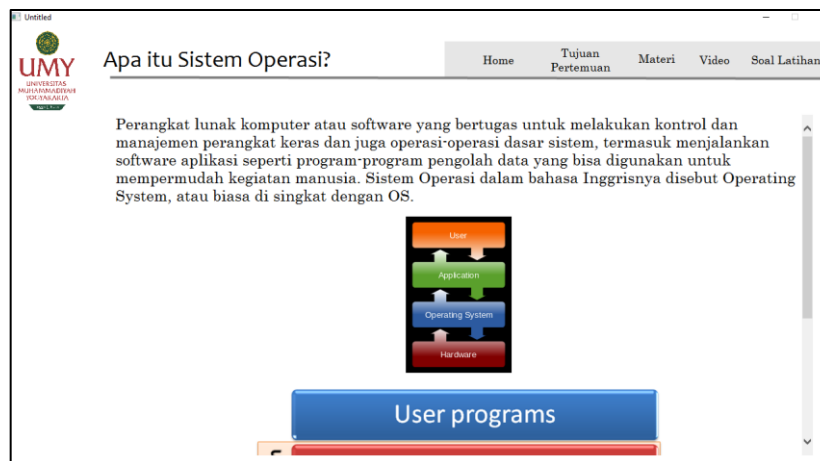 Untitled
UMY
UNIVERSITAS
MUHAMMADIYAH
YOGYAKARTA
Apa itu Sistem Operasi?
Home
Tujuan
Pertemuan
Materi
Video
Soal Latihan
Perangkat lunak komputer atau software yang bertugas untuk melakukan kontrol dan
manajemen perangkat keras dan juga operasi-operasi dasar sistem, termasuk menjalankan
software aplikasi seperti program-program pengolah data yang bisa digunakan untuk
mempermudah kegiatan manusia. Sistem Operasi dalam bahasa Inggrisnya disebut Operating
System, atau biasa di singkat dengan OS.
User
Application
Operating System
Hardware
User programs